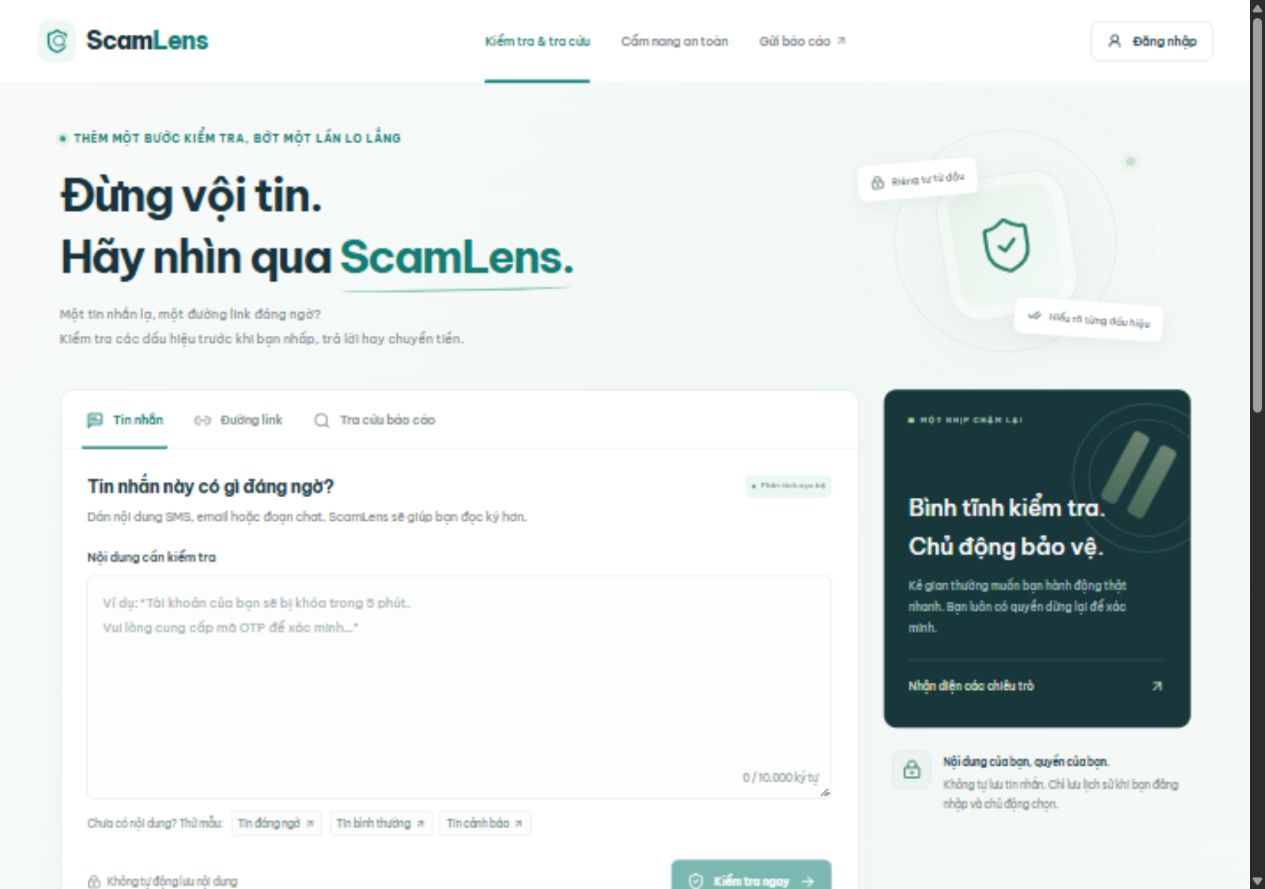 ScamLens
Kiểm tra & tra cứu
Cẩm nang an toàn
Gửi báo cáo
Đăng nhập
THÊM MỘT BƯỚC KIỂM TRA, BỚT MỘT LẦN LO LẮNG
Đừng vội tin.
Hãy nhìn qua ScamLens.
Một tin nhắn lạ, một đường link đáng ngờ?
Kiểm tra các dấu hiệu trước khi bạn nhấp, trả lời hay chuyển tiền.
Riêng tư từ đầu
Hiểu rõ từng dấu hiệu
Tin nhắn
Đường link
Tra cứu báo cáo
Tin nhắn này có gì đáng ngờ?
Phân tích cục bộ
Dán nội dung SMS, email hoặc đoạn chat. ScamLens sẽ giúp bạn đọc kỹ hơn.
Nội dung cần kiểm tra
Ví dụ: "Tài khoản của bạn sẽ bị khóa trong 5 phút.
Vui lòng cung cấp mã OTP để xác minh..."
0 / 10.000 ký tự
Chưa có nội dung? Thử mẫu:
Tin đáng ngờ
Tin bình thường
Tin cảnh báo
Không tự động lưu nội dung
Kiểm tra ngay
MỘT NHỊP CHẬM LẠI
Bình tĩnh kiểm tra.
Chủ động bảo vệ.
Kẻ gian thường muốn bạn hành động thật
nhanh. Bạn luôn có quyền dừng lại để xác
minh.
Nhận diện các chiêu trò
Nội dung của bạn, quyền của bạn.
Không tự lưu tin nhắn. Chỉ lưu lịch sử khi bạn đăng
nhập và chủ động chọn.